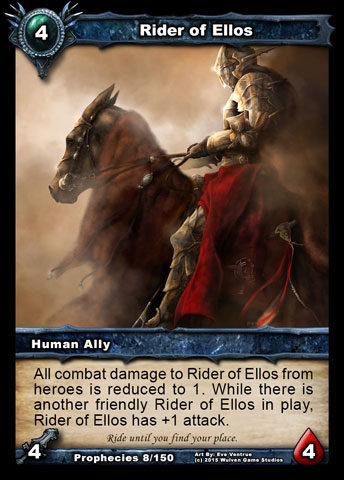 4
Rider of Ellos
Human Ally
All combat damage to Rider of Ellos from
heroes is reduced to 1. While there is
another friendly Rider of Ellos in play,
Rider of Ellos has +1 attack.
Ride until you find your place.
4
Prophecies 8/150
Art By: Eve Ventrue
(c) 2015 Wulven Game Studios
4